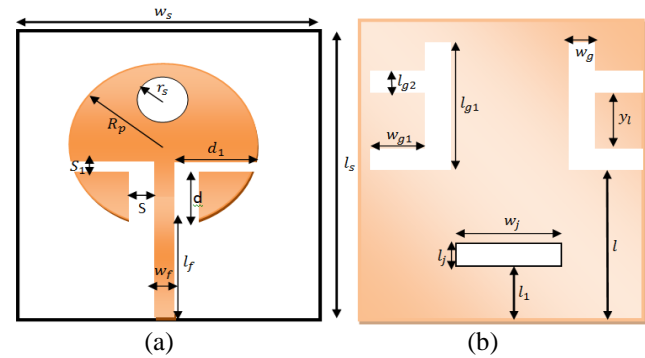 w_s
r_s
R_p
d_1
S_1
S
d
w_f
l_f
l_s
(a)
w_g
l_g2
l_g1
w_g1
y_l
w_j
l_j
l_1
l
(b)